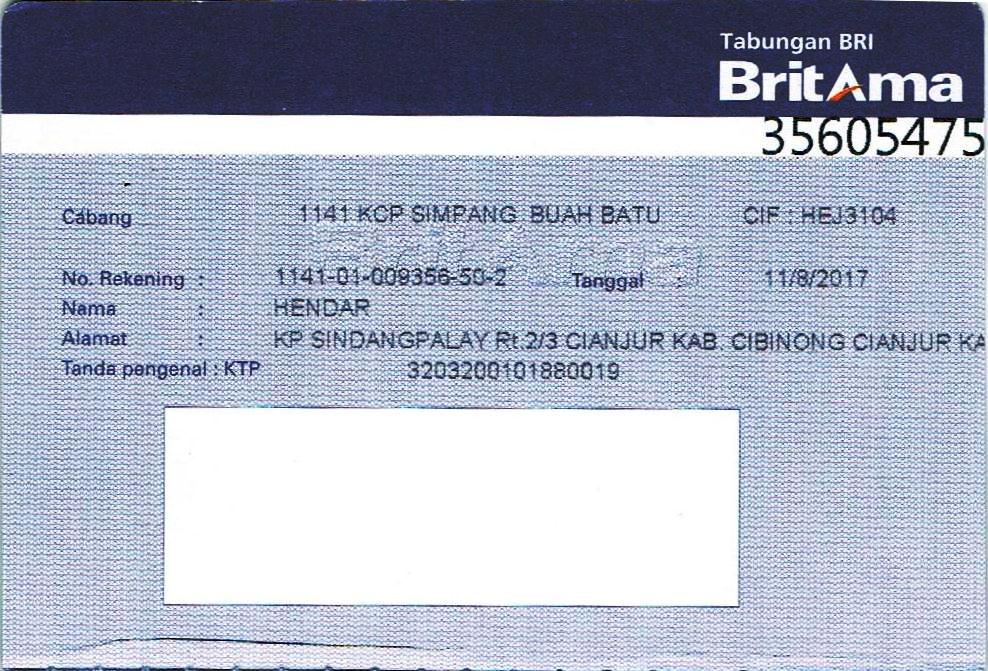 Tabungan BRI
BritAma
35605475
Cabang 1141 KCP SIMPANG BUAH BATU CIF : HEJ3104
No. Rekening : 1141-01-009356-50-2 Tanggal : 11/8/2017
Nama : HENDAR
Alamat : KP SINDANGPALAY Rt.2/3 CIANJUR KAB. CIBINONG CIANJUR KA
Tanda pengenal : KTP 3203200101880019